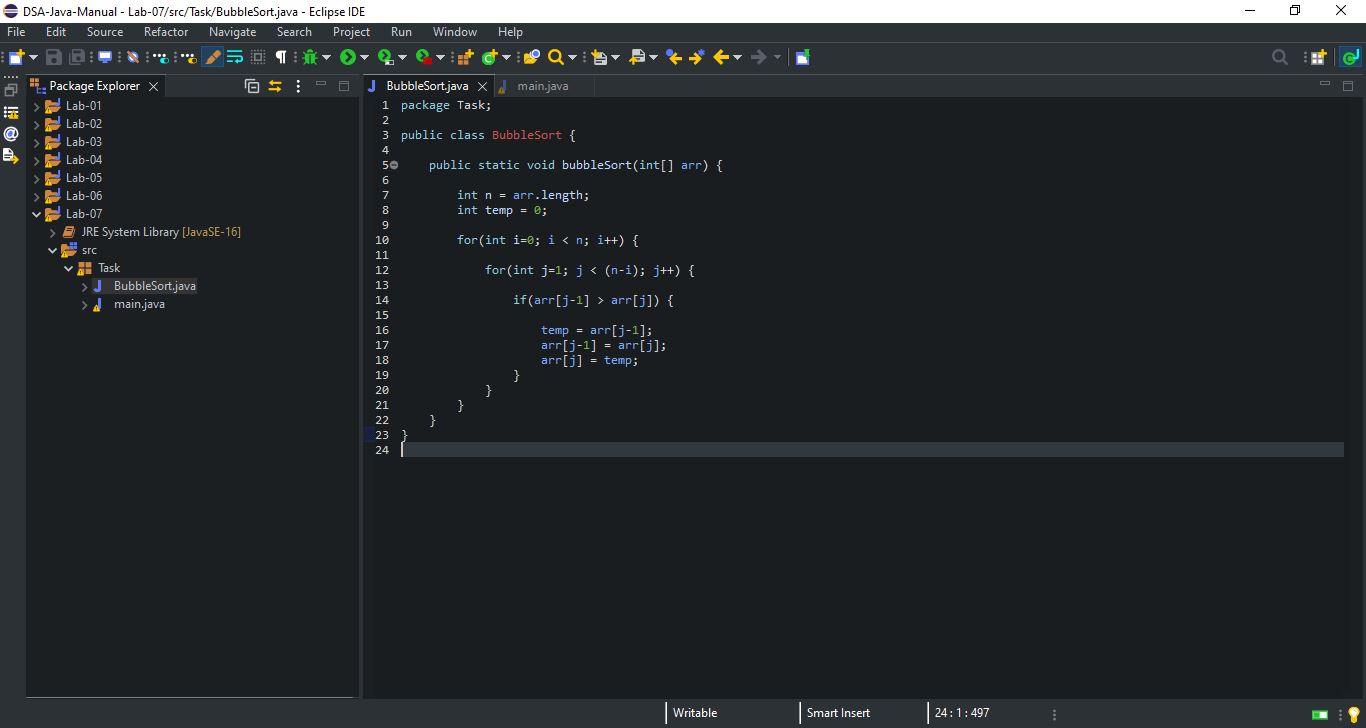 DSA-Java-Manual - Lab-07/src/Task/BubbleSort.java - Eclipse IDE
File Edit Source Refactor Navigate Search Project Run Window Help
Package Explorer
Lab-01
Lab-02
Lab-03
Lab-04
Lab-05
Lab-06
Lab-07
JRE System Library [JavaSE-16]
src
Task
BubbleSort.java
main.java
BubbleSort.java main.java
1 package Task;
2
3 public class BubbleSort {
4
5 public static void bubbleSort(int[] arr) {
6
7 int n = arr.length;
8 int temp = 0;
9
10 for(int i=0; i < n; i++) {
11
12 for(int j=1; j < (n-i); j++) {
13
14 if(arr[j-1] > arr[j]) {
15
16 temp = arr[j-1];
17 arr[j-1] = arr[j];
18 arr[j] = temp;
19 }
20 }
21 }
22 }
23 }
24
Writable Smart Insert 24 : 1 : 497